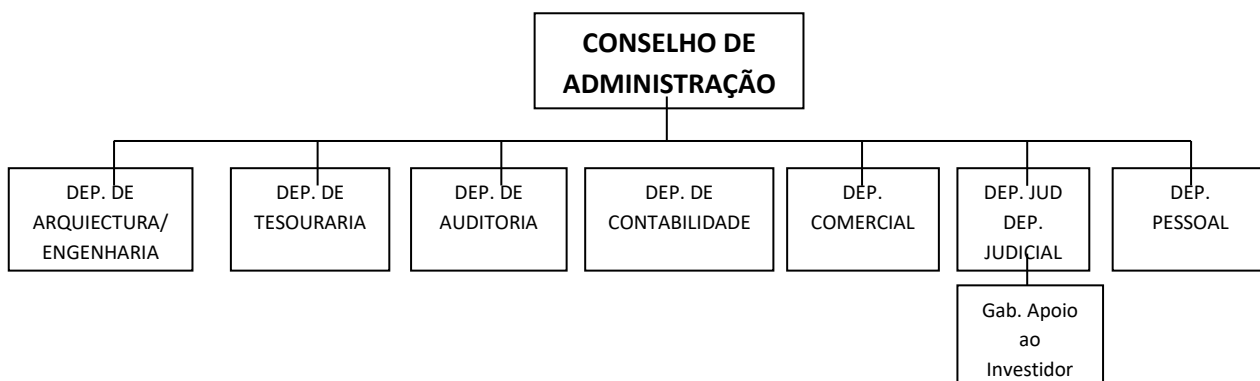 CONSELHO DE
ADMINISTRAÇÃO
DEP. DE
ARQUIECTURA/
ENGENHARIA
DEP. DE
TESOURARIA
DEP. DE
AUDITORIA
DEP. DE
CONTABILIDADE
DEP.
COMERCIAL
DEP. JUD
DEP.
JUDICIAL
DEP.
PESSOAL
Gab. Apoio
ao
Investidor